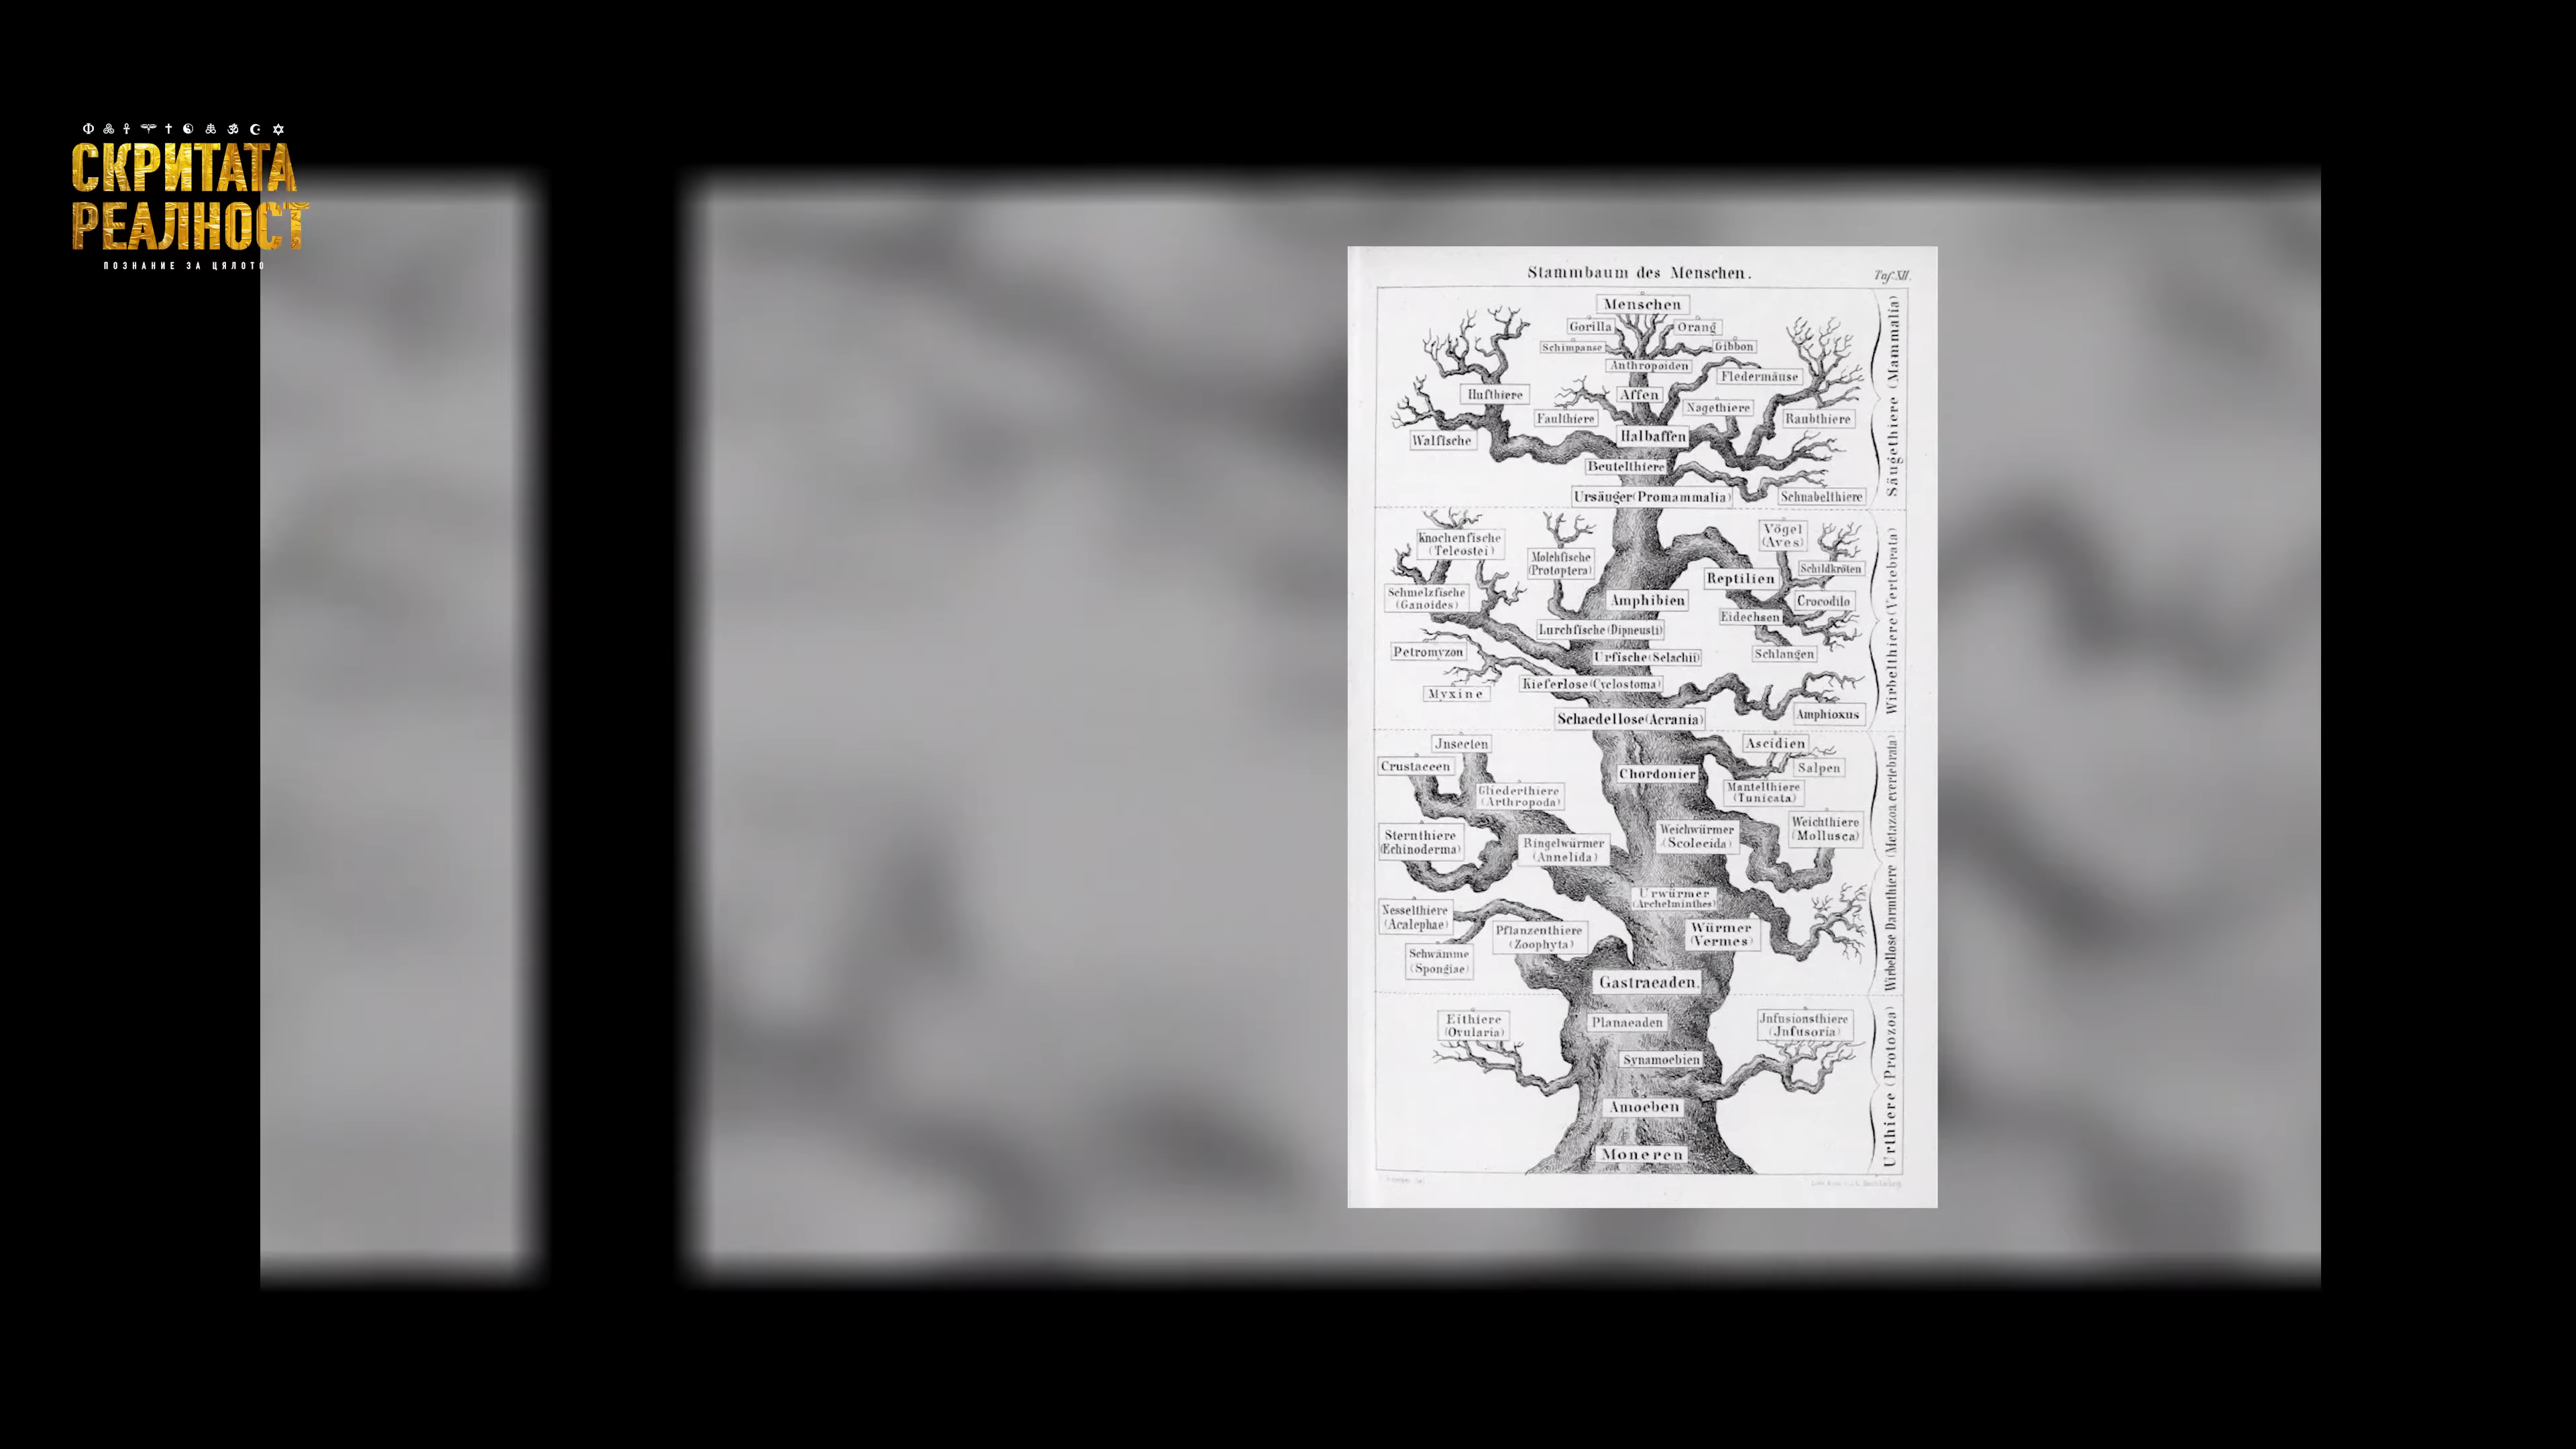 СКРИТАТА
РЕАЛНОСТ
ПОЗНАНИЕ ЗА ЦЯЛОТО
Stammbaum des Menschen.
Taf. XII.
Menschen
Gorilla
Orang
Schimpanse
Gibbon
Anthropoiden
Fledermäuse
Hufthiere
Affen
Nagethiere
Faulthiere
Raubthiere
Walfische
Halbaffen
Beutelthiere
Ursäuger (Promammalia)
Schnabelthiere
Säugethiere (Mammalia)
Knochenfische
(Teleostei)
Vögel
(Aves)
Molchfische
(Protoptera)
Schildkröten
Reptilien
Schmelzfische
(Ganoides)
Amphibien
Crocodile
Eidechsen
Lurchfische (Dipneusti)
Petromyzon
Urfische (Selachii)
Schlangen
Kieferlose (Cyclostoma)
Myxine
Schaedellose (Acrania)
Amphioxus
Wirbelthiere (Vertebrata)
Jnsecten
Ascidien
Crustaceen
Chordonier
Salpen
Gliederthiere
(Arthropoda)
Mantelthiere
(Tunicata)
Sternthiere
(Echinoderma)
Ringelwürmer
(Annelida)
Weichwürmer
(Scolecida)
Weichthiere
(Mollusca)
Urwürmer
(Archelminthes)
Nesselthiere
(Acalephae)
Pflanzenthiere
(Zoophyta)
Würmer
(Vermes)
Schwämme
(Spongiae)
Gastraeaden.
Wirbellose Darmthiere (Metazoa evertebrata)
Eithiere
(Ovularia)
Planaeaden
Jnfusionsthiere
(Jnfusoria)
Synamoebien
Amoeben
Moneren
Urthiere (Protozoa)